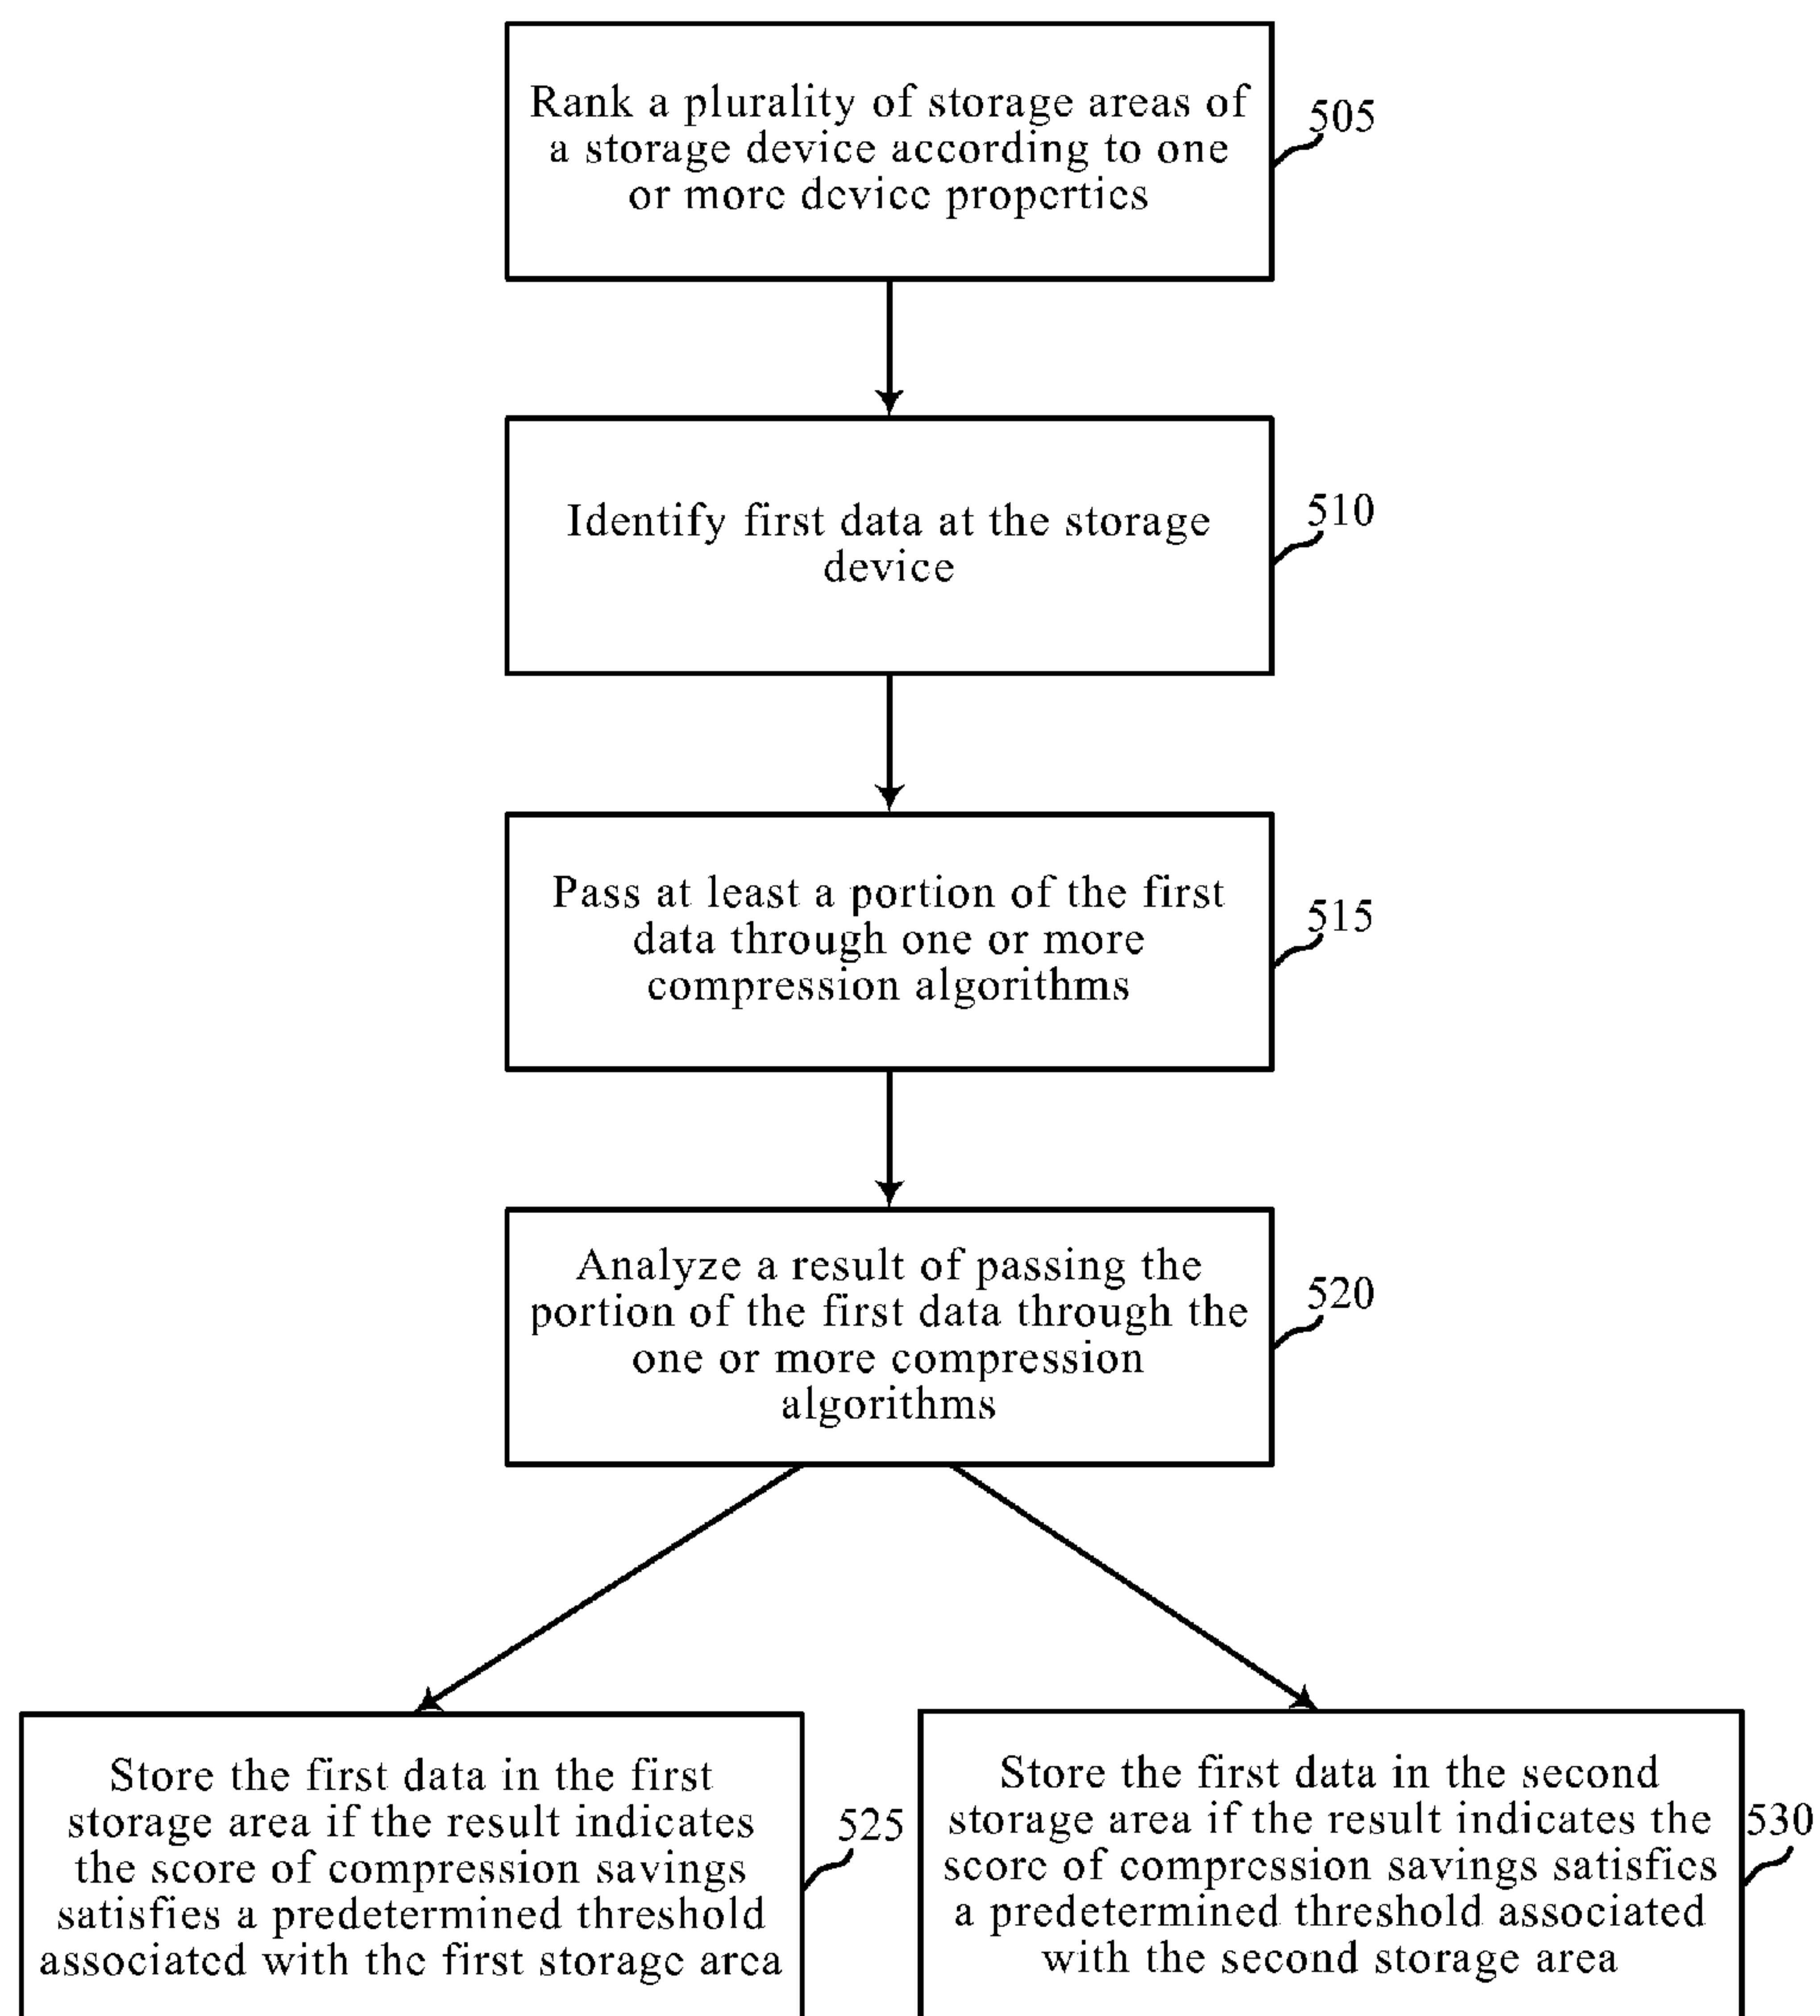 Rank a plurality of storage areas of
a storage device according to one
or more device properties
505
Identify first data at the storage
device
510
Pass at least a portion of the first
data through one or more
compression algorithms
515
Analyze a result of passing the
portion of the first data through the
one or more compression
algorithms
520
Store the first data in the first
storage area if the result indicates
the score of compression savings
satisfies a predetermined threshold
associated with the first storage area
525
Store the first data in the second
storage area if the result indicates the
score of compression savings satisfies
a predetermined threshold associated
with the second storage area
530